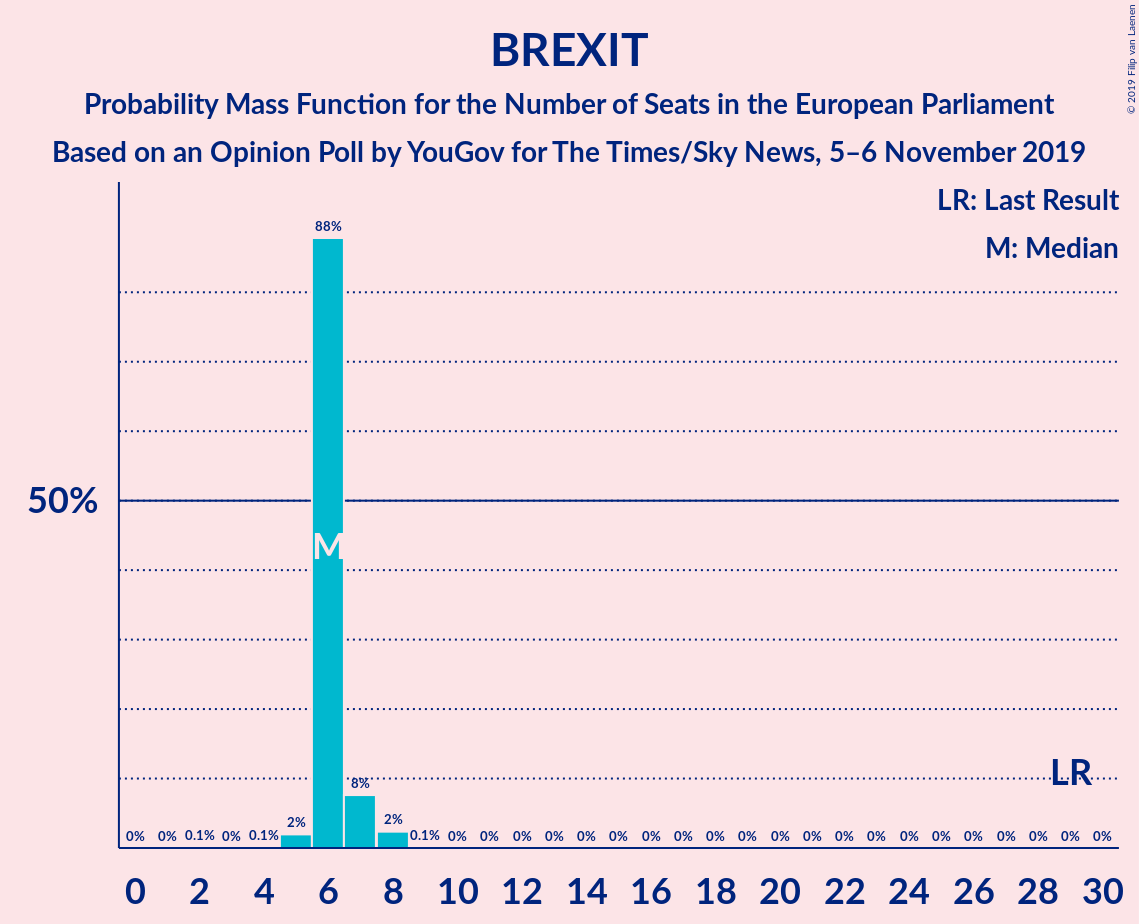 BREXIT
Probability Mass Function for the Number of Seats in the European Parliament
Based on an Opinion Poll by YouGov for The Times/Sky News, 5–6 November 2019
© 2019 Filip van Laenen
LR: Last Result
M: Median
88%
50%
M
LR
8%
2%
2%
0% 0% 0.1% 0% 0.1% 0.1% 0% 0% 0% 0% 0% 0% 0% 0% 0% 0% 0% 0% 0% 0% 0% 0% 0% 0% 0% 0% 0%
0 2 4 6 8 10 12 14 16 18 20 22 24 26 28 30